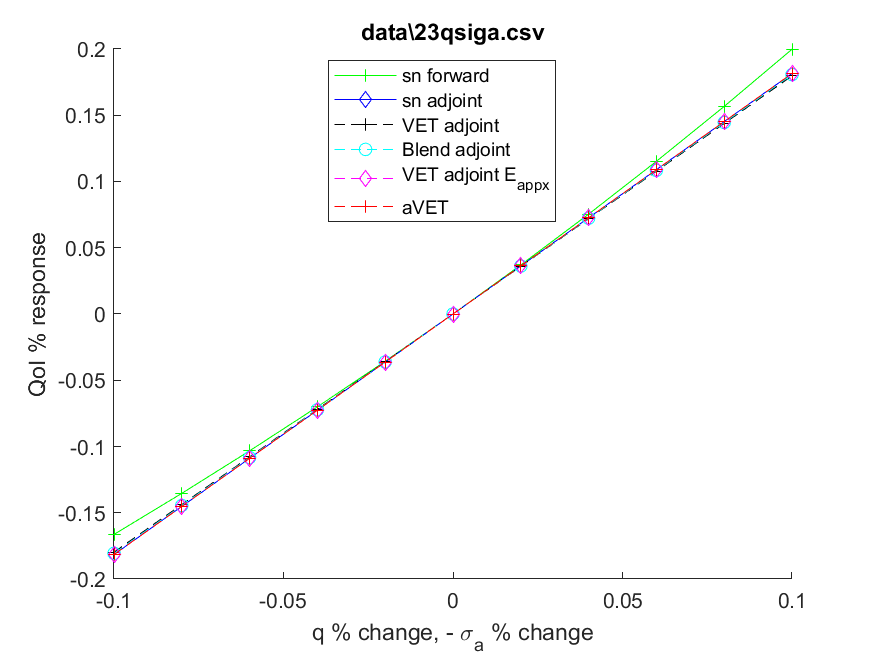 data\23qsiga.csv
sn forward
sn adjoint
VET adjoint
Blend adjoint
VET adjoint E_appx
aVET
QoI % response
0.2
0.15
0.1
0.05
0
-0.05
-0.1
-0.15
-0.2
-0.1
-0.05
0
0.05
0.1
q % change, - σ_a % change